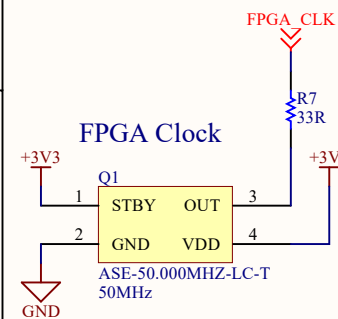 FPGA_CLK
R7
33R
FPGA Clock
+3V3
+3V
Q1
1 STBY OUT 3
2 GND VDD 4
ASE-50.000MHZ-LC-T
50MHz
GND